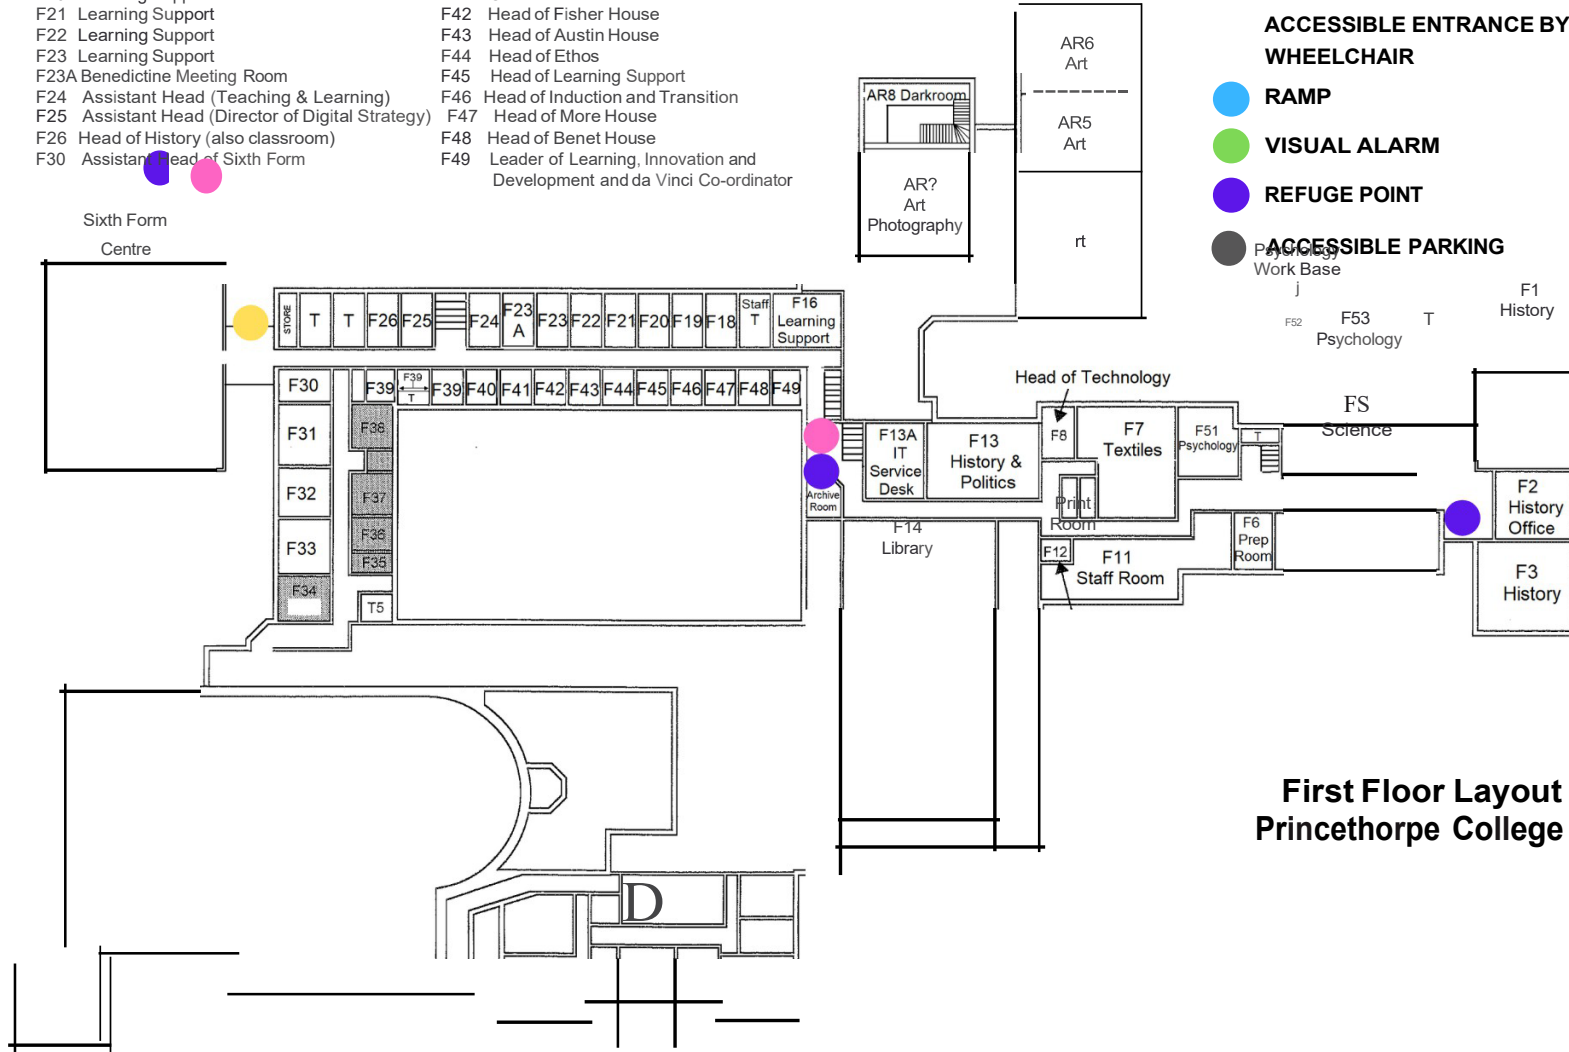 F21 Learning Support
F22 Learning Support
F23 Learning Support
F23A Benedictine Meeting Room
F24 Assistant Head (Teaching & Learning)
F25 Assistant Head (Director of Digital Strategy)
F26 Head of History (also classroom)
F30 Assistant Head of Sixth Form
F42 Head of Fisher House
F43 Head of Austin House
F44 Head of Ethos
F45 Head of Learning Support
F46 Head of Induction and Transition
F47 Head of More House
F48 Head of Benet House
F49 Leader of Learning, Innovation and
Development and da Vinci Co-ordinator
ACCESSIBLE ENTRANCE BY
WHEELCHAIR
RAMP
VISUAL ALARM
REFUGE POINT
ACCESSIBLE PARKING
AR6
Art
AR5
Art
rt
AR8 Darkroom
AR?
Art
Photography
Psychology
Work Base
j
F52
F53
Psychology
T
F1
History
Sixth Form
Centre
STORE
T
T
F26
F25
F24
F23
A
F23
F22
F21
F20
F19
F18
Staff
T
F16
Learning
Support
F30
F39
F39
T
F39
F40
F41
F42
F43
F44
F45
F46
F47
F48
F49
F31
F32
F33
F34
F38
F37
F36
F35
T5
Archive
Room
F13A
IT
Service
Desk
F13
History &
Politics
Head of Technology
F8
F7
Textiles
F51
Psychology
T
FS
Science
Print
Room
F14
Library
F12
F11
Staff Room
F6
Prep
Room
F2
History
Office
F3
History
D
First Floor Layout
Princethorpe College